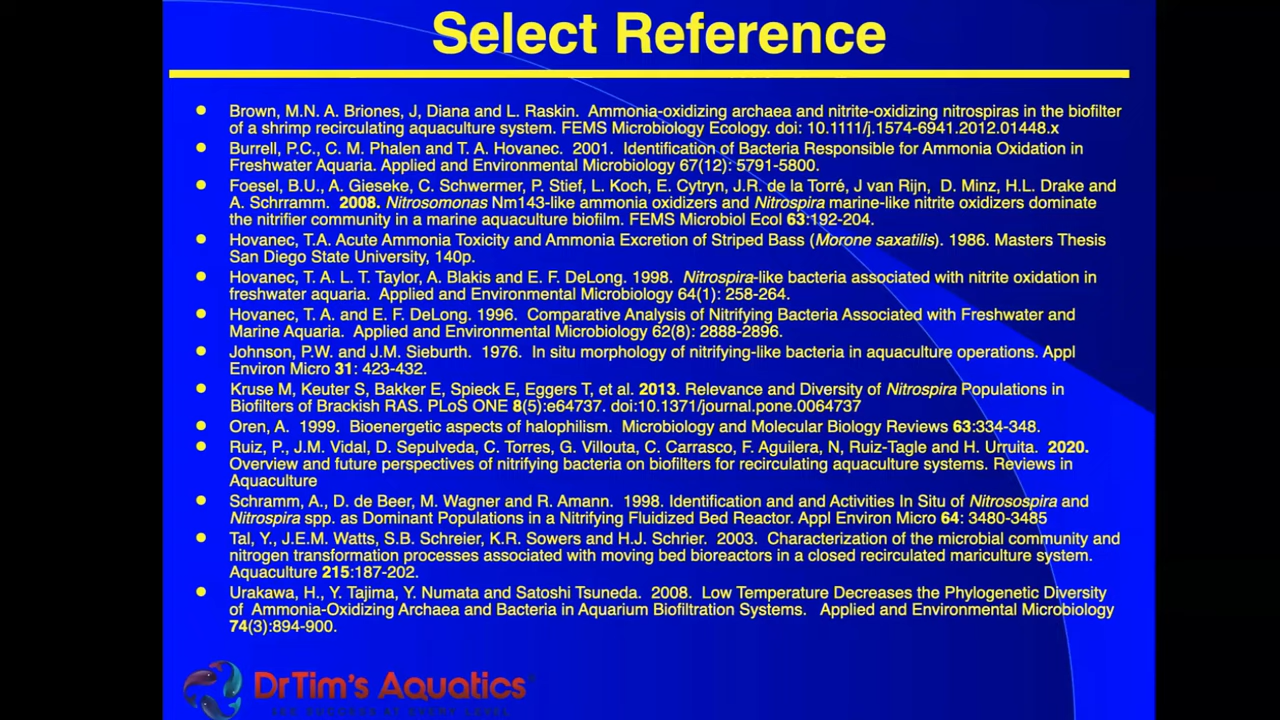 Select Reference
Brown, M.N. A. Briones, J, Diana and L. Raskin. Ammonia-oxidizing archaea and nitrite-oxidizing nitrospiras in the biofilter
of a shrimp recirculating aquaculture system. FEMS Microbiology Ecology. doi: 10.1111/j.1574-6941.2012.01448.x
Burrell, P.C., C. M. Phalen and T. A. Hovanec. 2001. Identification of Bacteria Responsible for Ammonia Oxidation in
Freshwater Aquaria. Applied and Environmental Microbiology 67(12): 5791-5800.
Foesel, B.U., A. Gieseke, C. Schwermer, P. Stief, L. Koch, E. Cytryn, J.R. de la Torré, J van Rijn, D. Minz, H.L. Drake and
A. Schrramm. 2008. Nitrosomonas Nm143-like ammonia oxidizers and Nitrospira marine-like nitrite oxidizers dominate
the nitrifier community in a marine aquaculture biofilm. FEMS Microbiol Ecol 63:192-204.
Hovanec, T.A. Acute Ammonia Toxicity and Ammonia Excretion of Striped Bass (Morone saxatilis). 1986. Masters Thesis
San Diego State University, 140p.
Hovanec, T. A. L. T. Taylor, A. Blakis and E. F. DeLong. 1998. Nitrospira-like bacteria associated with nitrite oxidation in
freshwater aquaria. Applied and Environmental Microbiology 64(1): 258-264.
Hovanec, T. A. and E. F. DeLong. 1996. Comparative Analysis of Nitrifying Bacteria Associated with Freshwater and
Marine Aquaria. Applied and Environmental Microbiology 62(8): 2888-2896.
Johnson, P.W. and J.M. Sieburth. 1976. In situ morphology of nitrifying-like bacteria in aquaculture operations. Appl
Environ Micro 31: 423-432.
Kruse M, Keuter S, Bakker E, Spieck E, Eggers T, et al. 2013. Relevance and Diversity of Nitrospira Populations in
Biofilters of Brackish RAS. PLoS ONE 8(5):e64737. doi:10.1371/journal.pone.0064737
Oren, A. 1999. Bioenergetic aspects of halophilism. Microbiology and Molecular Biology Reviews 63:334-348.
Ruiz, P., J.M. Vidal, D. Sepulveda, C. Torres, G. Villouta, C. Carrasco, F. Aguilera, N, Ruiz-Tagle and H. Urruita. 2020.
Overview and future perspectives of nitrifying bacteria on biofilters for recirculating aquaculture systems. Reviews in
Aquaculture
Schramm, A., D. de Beer, M. Wagner and R. Amann. 1998. Identification and and Activities In Situ of Nitrosospira and
Nitrospira spp. as Dominant Populations in a Nitrifying Fluidized Bed Reactor. Appl Environ Micro 64: 3480-3485
Tal, Y., J.E.M. Watts, S.B. Schreier, K.R. Sowers and H.J. Schrier. 2003. Characterization of the microbial community and
nitrogen transformation processes associated with moving bed bioreactors in a closed recirculated mariculture system.
Aquaculture 215:187-202.
Urakawa, H., Y. Tajima, Y. Numata and Satoshi Tsuneda. 2008. Low Temperature Decreases the Phylogenetic Diversity
of Ammonia-Oxidizing Archaea and Bacteria in Aquarium Biofiltration Systems. Applied and Environmental Microbiology
74(3):894-900.
DrTim's Aquatics